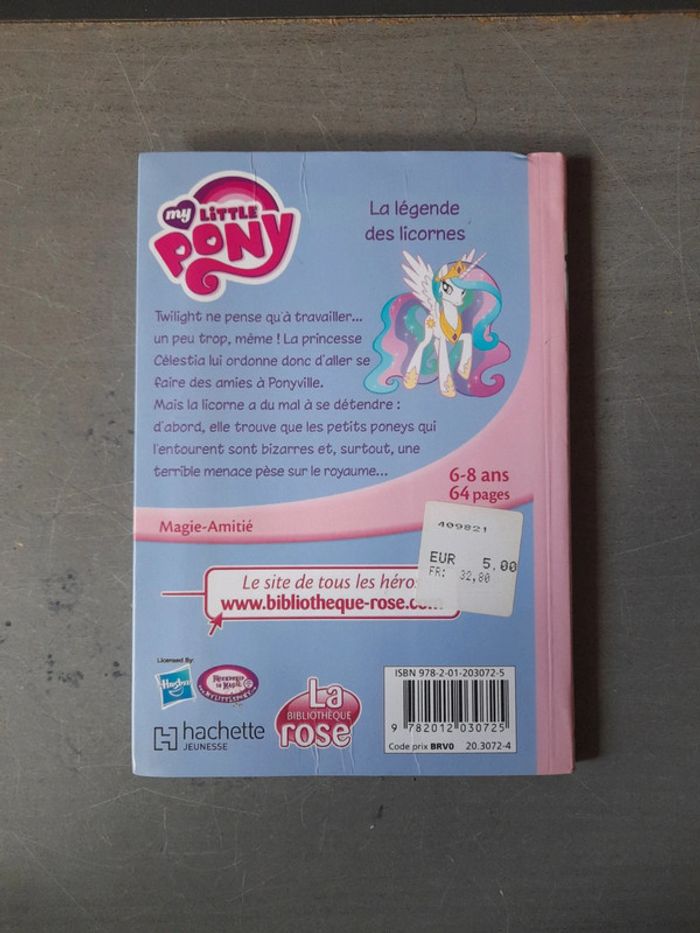 my LITTLE
PONY
La légende
des licornes
Twilight ne pense qu'à travailler...
un peu trop, même ! La princesse
Célestia lui ordonne donc d'aller se
faire des amies à Ponyville.
Mais la licorne a du mal à se détendre :
d'abord, elle trouve que les petits poneys qui
l'entourent sont bizarres et, surtout, une
terrible menace pèse sur le royaume...
6-8 ans
64 pages
Magie-Amitié
409821
EUR 5.00
FR: 32,80
Le site de tous les héros
www.bibliotheque-rose.com
Licensed By:
Hasbro
hachette
JEUNESSE
La
BIBLIOTHÈQUE
rose
ISBN 978-2-01-203072-5
9 782012 030725
Code prix BRV0 20.3072-4